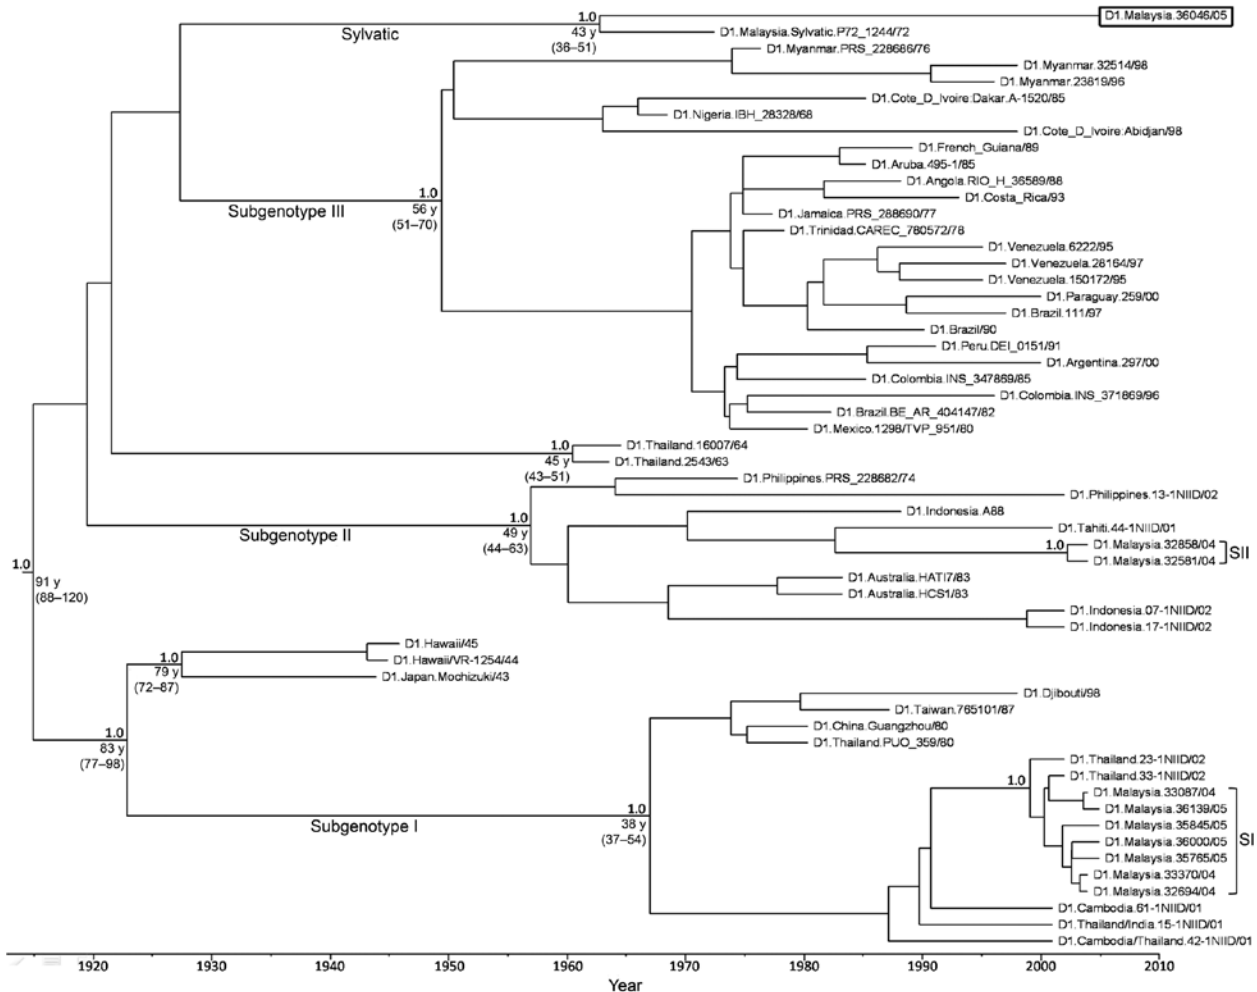 D1.Malaysia.36046/05
1.0
Sylvatic
43 y
(36–51)
D1.Malaysia.Sylvatic.P72_1244/72
D1.Myanmar.PRS_228686/76
D1.Myanmar.32514/98
D1.Myanmar.23819/96
D1.Cote_D_Ivoire.Dakar.A-1520/85
D1.Nigeria.IBH_28328/68
D1.Cote_D_Ivoire.Abidjan/98
D1.French_Guiana/89
D1.Aruba.495-1/85
D1.Angola.RIO_H_36589/88
1.0
D1.Costa_Rica/93
Subgenotype III
56 y
(51–70)
D1.Jamaica.PRS_288690/77
D1.Trinidad.CAREC_780572/78
D1.Venezuela.6222/95
D1.Venezuela.28164/97
D1.Venezuela.150172/95
D1.Paraguay.259/00
D1.Brazil.111/97
D1.Brazil/90
D1.Peru.DEI_0151/91
D1.Argentina.297/00
D1.Colombia.INS_347869/85
D1.Colombia.INS_371869/96
D1.Brazil.BE_AR_404147/82
D1.Mexico.1298/TVP_951/80
1.0
D1.Thailand.16007/64
45 y
D1.Thailand.2543/63
(43–51)
D1.Philippines.PRS_228682/74
D1.Philippines.13-1NIID/02
1.0
D1.Indonesia.A88
Subgenotype II
49 y
(44–63)
D1.Tahiti.44-1NIID/01
1.0
D1.Malaysia.32858/04
SII
D1.Malaysia.32581/04
1.0
91 y
(88–120)
D1.Australia.HATI7/83
D1.Australia.HCS1/83
D1.Indonesia.07-1NIID/02
D1.Indonesia.17-1NIID/02
D1.Hawaii/45
1.0
D1.Hawaii/VR-1254/44
79 y
D1.Japan.Mochizuki/43
(72–87)
D1.Djibouti/98
D1.Taiwan.765101/87
1.0
D1.China.Guangzhou/80
83 y
D1.Thailand.PUO_359/80
(77–98)
D1.Thailand.23-1NIID/02
1.0
D1.Thailand.33-1NIID/02
D1.Malaysia.33087/04
1.0
D1.Malaysia.36139/05
Subgenotype I
38 y
(37–54)
D1.Malaysia.35845/05
D1.Malaysia.36000/05
SI
D1.Malaysia.35765/05
D1.Malaysia.33370/04
D1.Malaysia.32694/04
D1.Cambodia.61-1NIID/01
D1.Thailand/India.15-1NIID/01
D1.Cambodia/Thailand.42-1NIID/01
1920 1930 1940 1950 1960 1970 1980 1990 2000 2010
Year